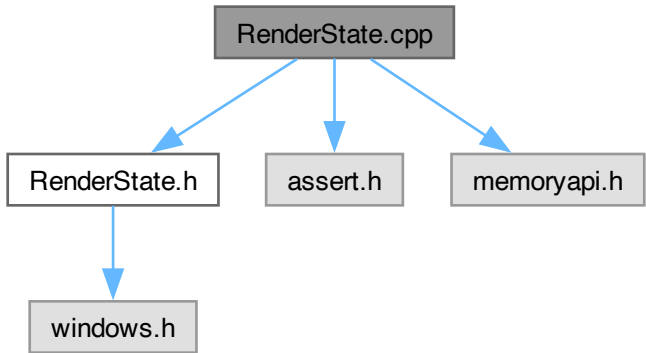 RenderState.cpp
RenderState.h
assert.h
memoryapi.h
windows.h